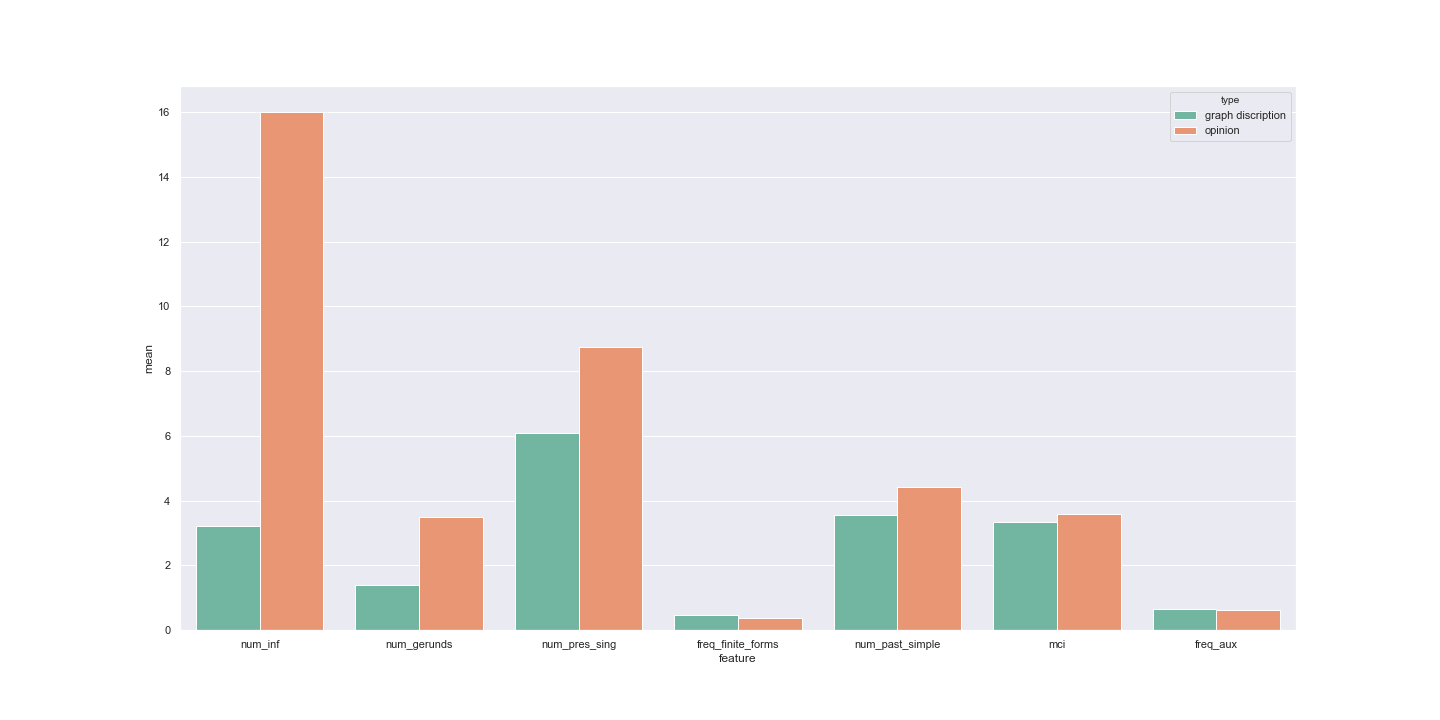 type
graph discription
opinion
mean
16
14
12
10
8
6
4
2
0
num_inf
num_gerunds
num_pres_sing
freq_finite_forms
num_past_simple
mci
freq_aux
feature